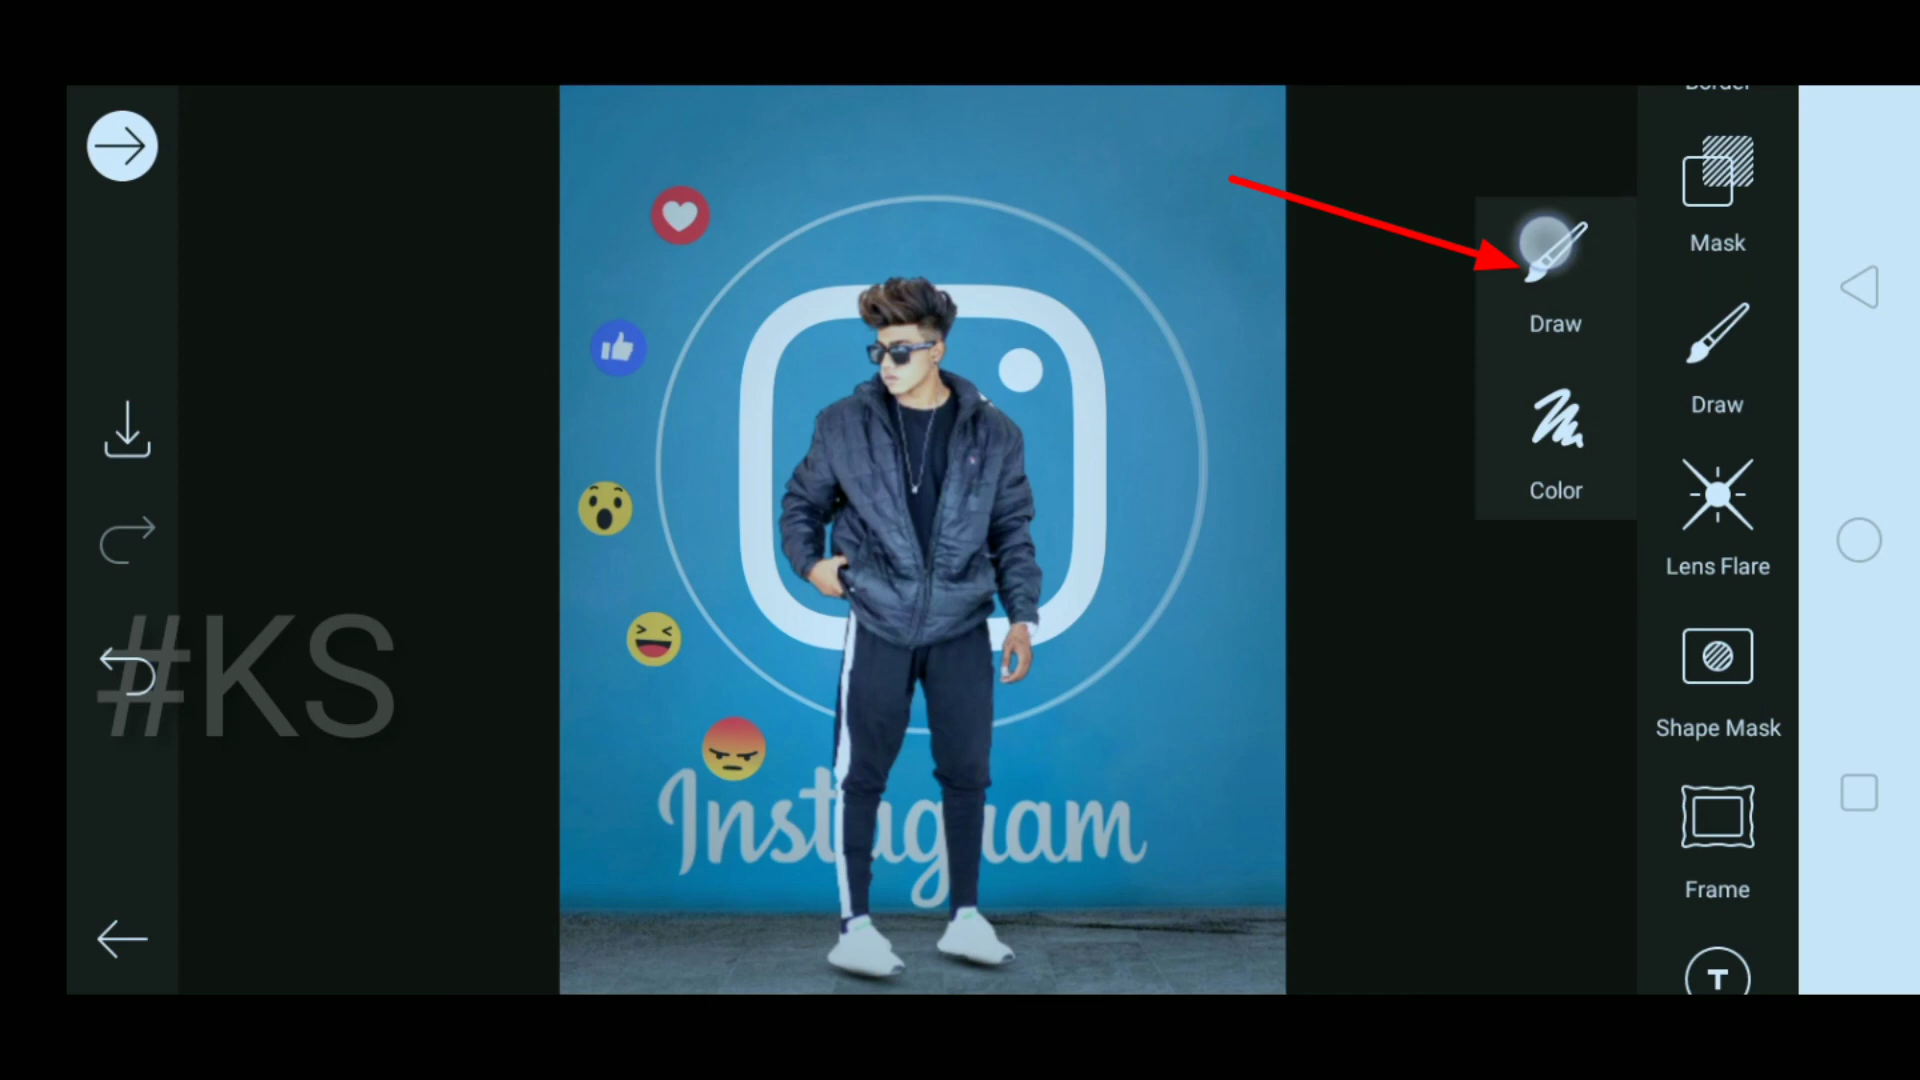 Border
Mask
Draw
Draw
Color
Lens Flare
Shape Mask
Frame
T
#KS
Instagram